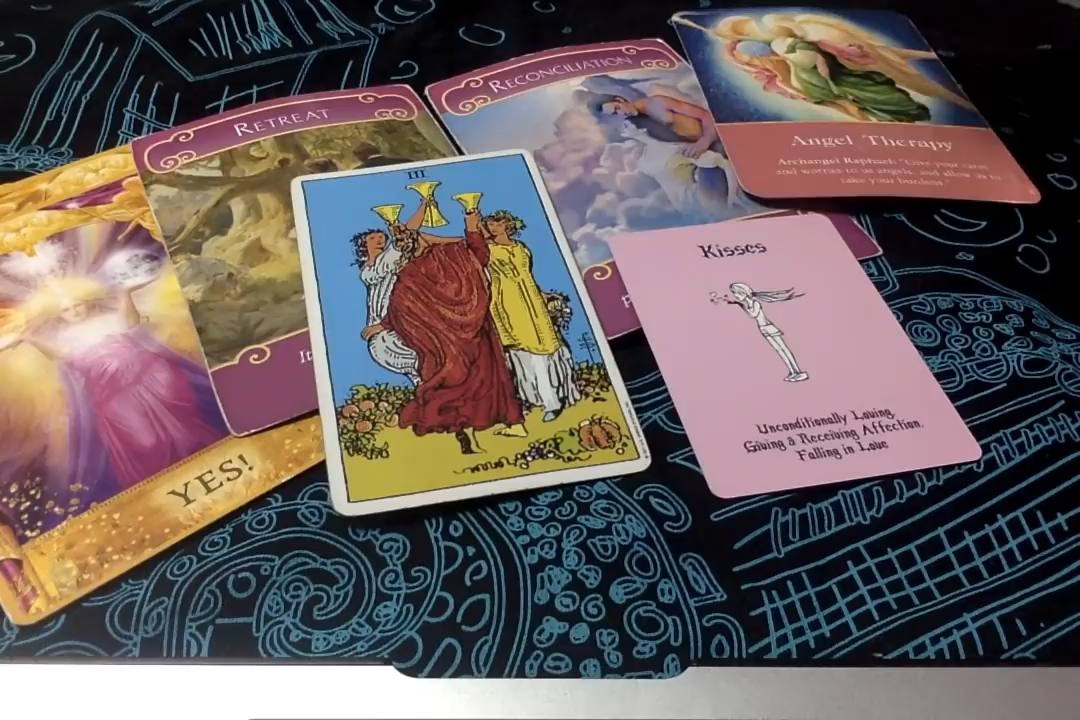 RETREAT
RECONCILIATION
Angel Therapy
Archangel Raphael: "Give your cares
and worries to us angels, and allow us to
take your burdens."
III
Kisses
Unconditionally Loving,
Giving & Receiving Affection,
Falling in Love
It
YES!